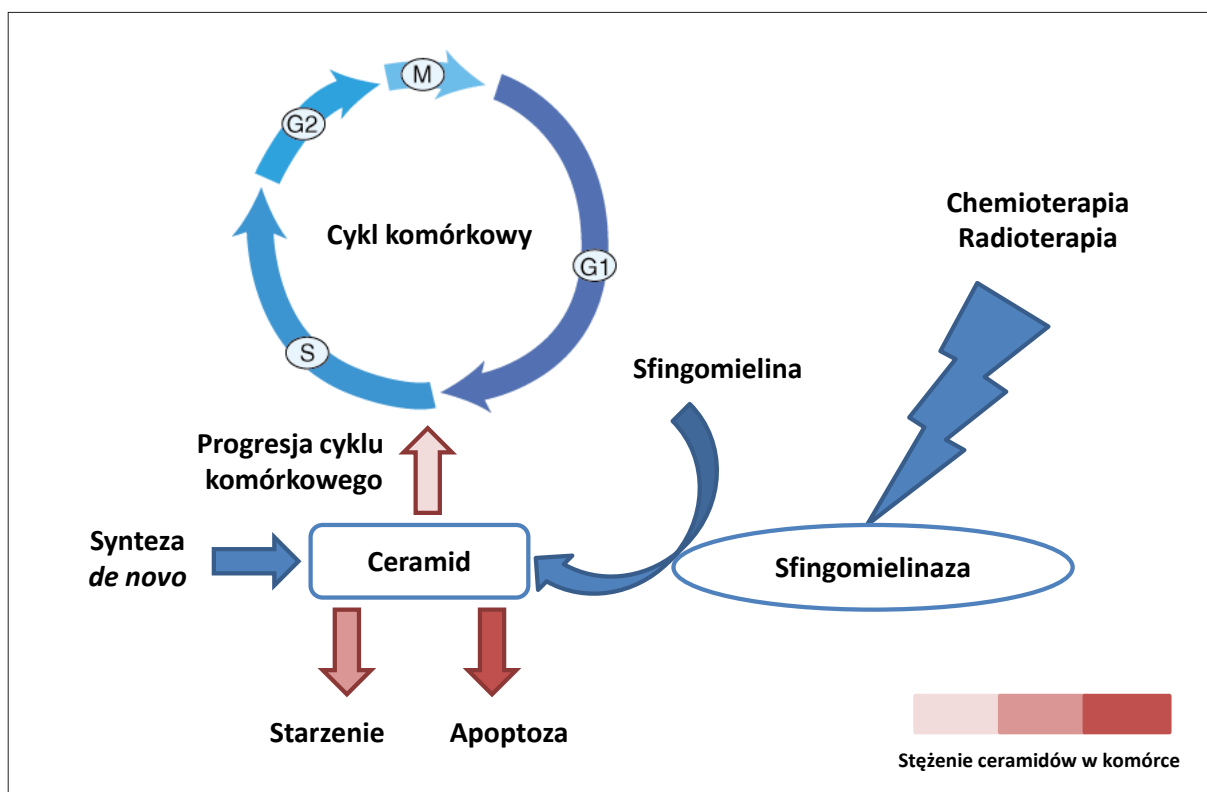 M
G2
Cykl komórkowy
G1
S
Chemioterapia
Radioterapia
Sfingomielina
Progresja cyklu
komórkowego
Synteza
de novo
Ceramid
Sfingomielinaza
Starzenie
Apoptoza
Stężenie ceramidów w komórce